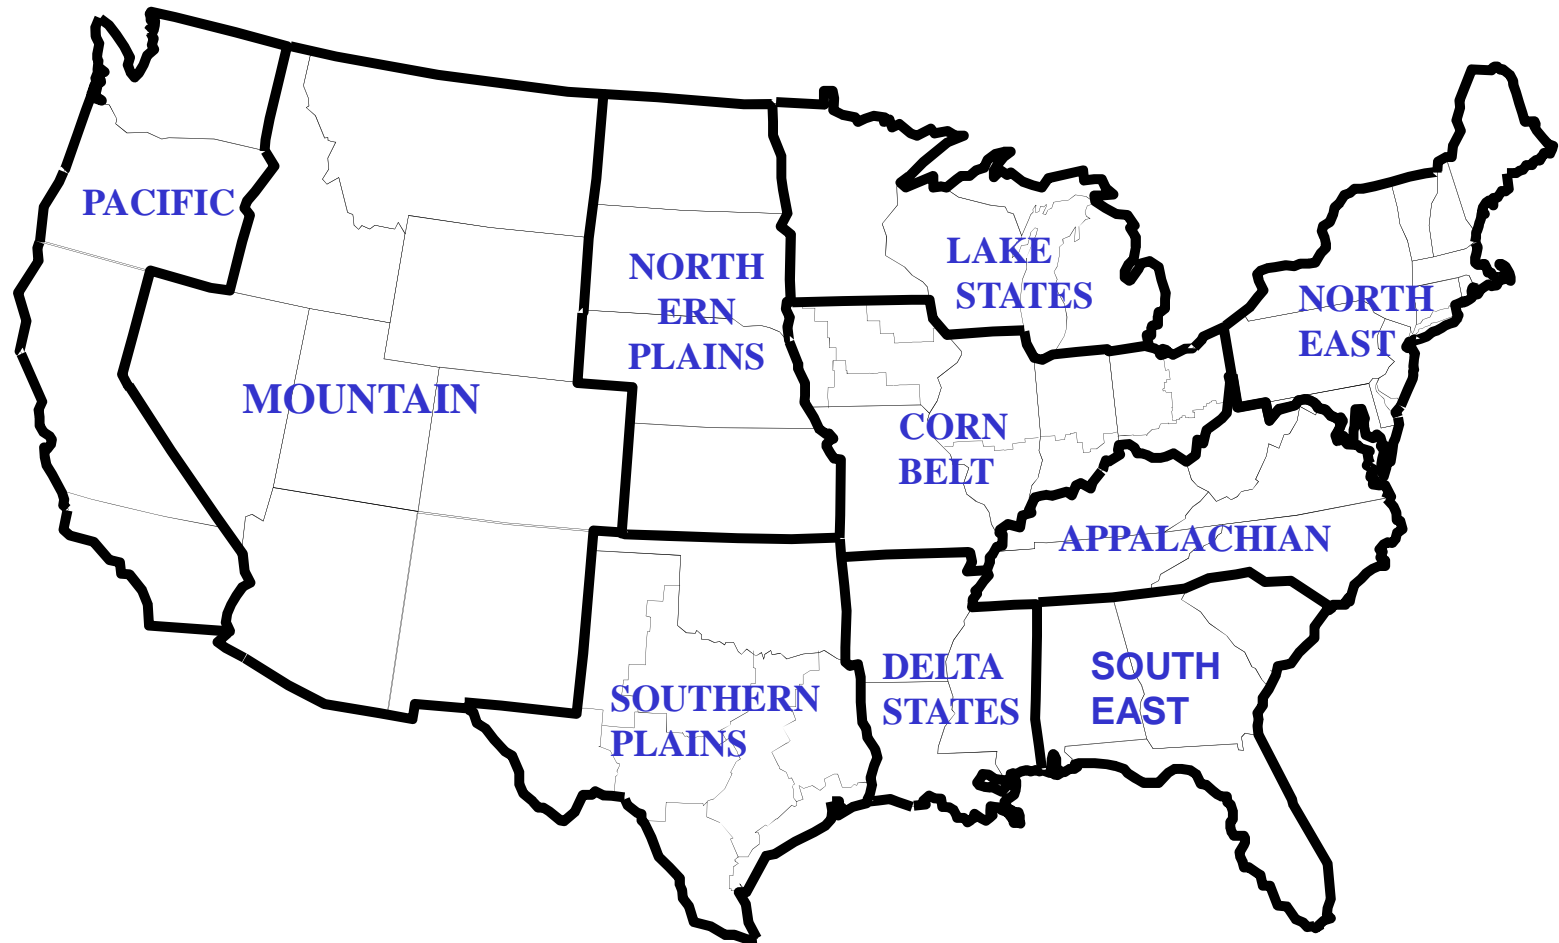 PACIFIC
MOUNTAIN
NORTH
ERN
PLAINS
LAKE
STATES
CORN
BELT
NORTH
EAST
APPALACHIAN
SOUTHERN
PLAINS
DELTA
STATES
SOUTH
EAST